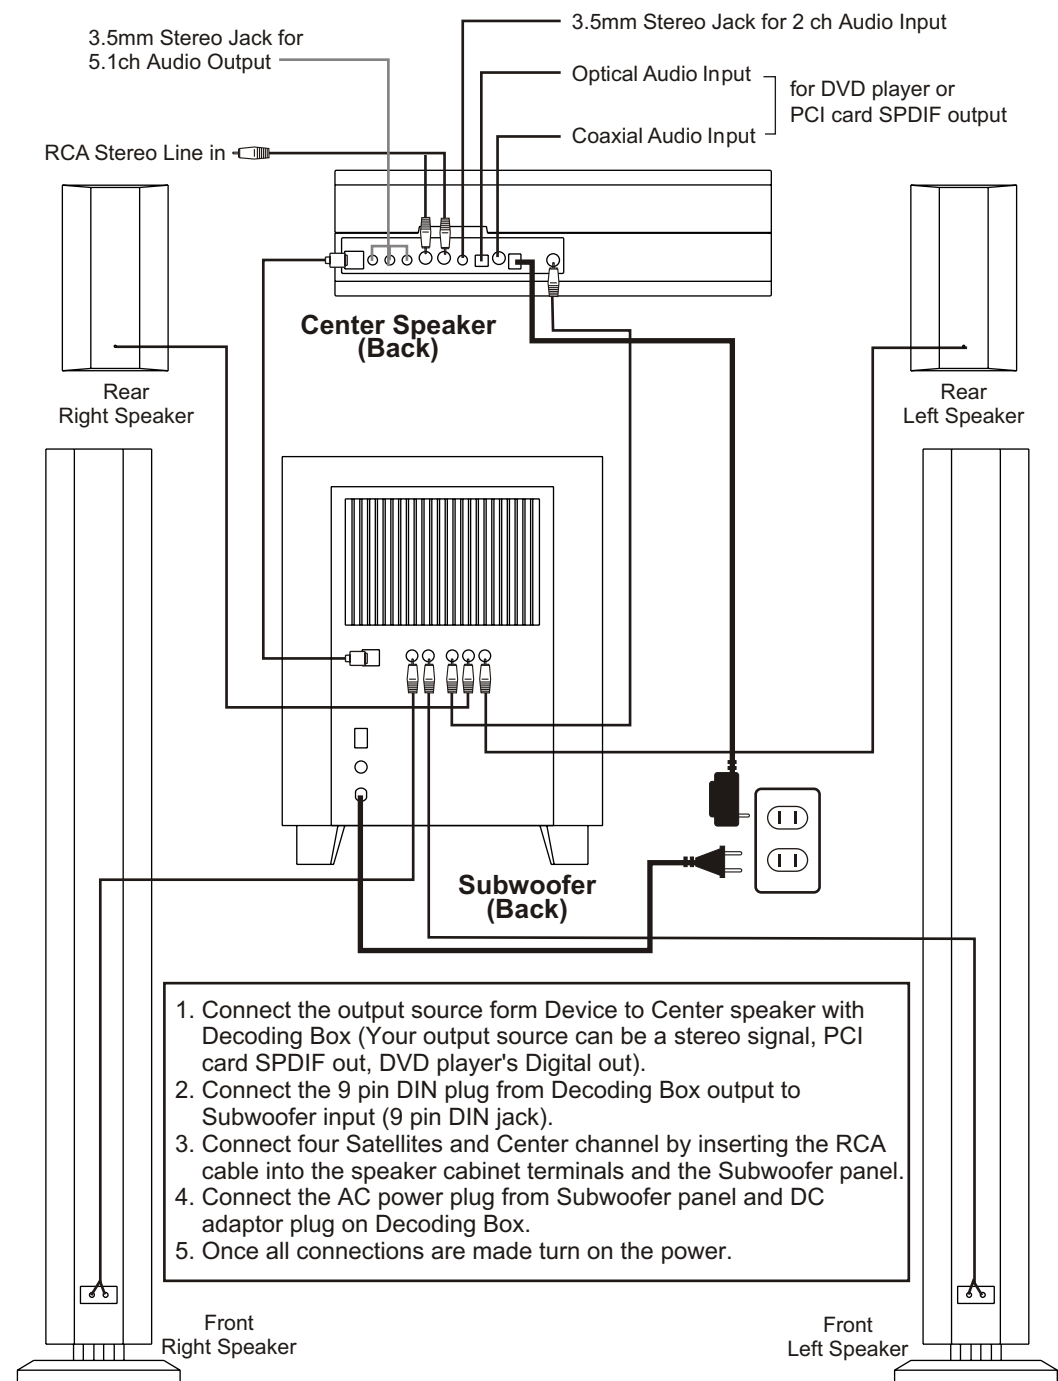 3.5mm Stereo Jack for 2 ch Audio Input
3.5mm Stereo Jack for
5.1ch Audio Output
Optical Audio Input
for DVD player or
PCI card SPDIF output
Coaxial Audio Input
RCA Stereo Line in
Center Speaker
(Back)
Rear
Right Speaker
Rear
Left Speaker
Subwoofer
(Back)
1. Connect the output source form Device to Center speaker with
Decoding Box (Your output source can be a stereo signal, PCI
card SPDIF out, DVD player's Digital out).
2. Connect the 9 pin DIN plug from Decoding Box output to
Subwoofer input (9 pin DIN jack).
3. Connect four Satellites and Center channel by inserting the RCA
cable into the speaker cabinet terminals and the Subwoofer panel.
4. Connect the AC power plug from Subwoofer panel and DC
adaptor plug on Decoding Box.
5. Once all connections are made turn on the power.
Front
Right Speaker
Front
Left Speaker